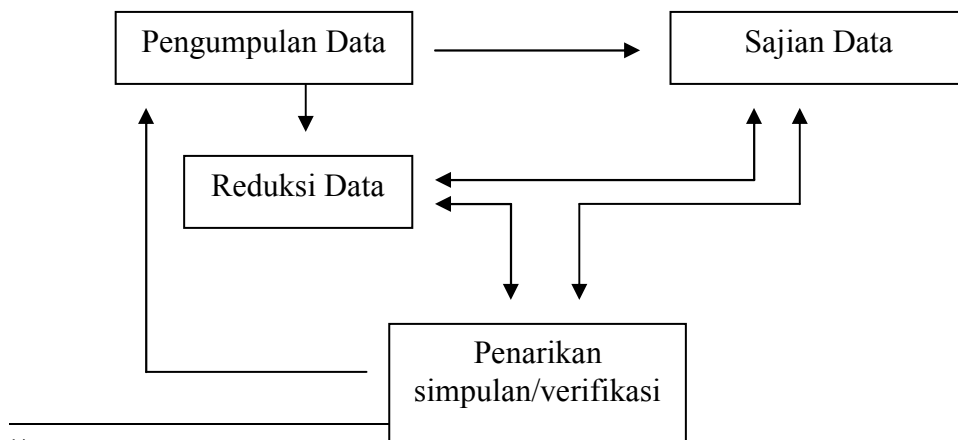 Pengumpulan Data
Sajian Data
Reduksi Data
Penarikan
simpulan/verifikasi